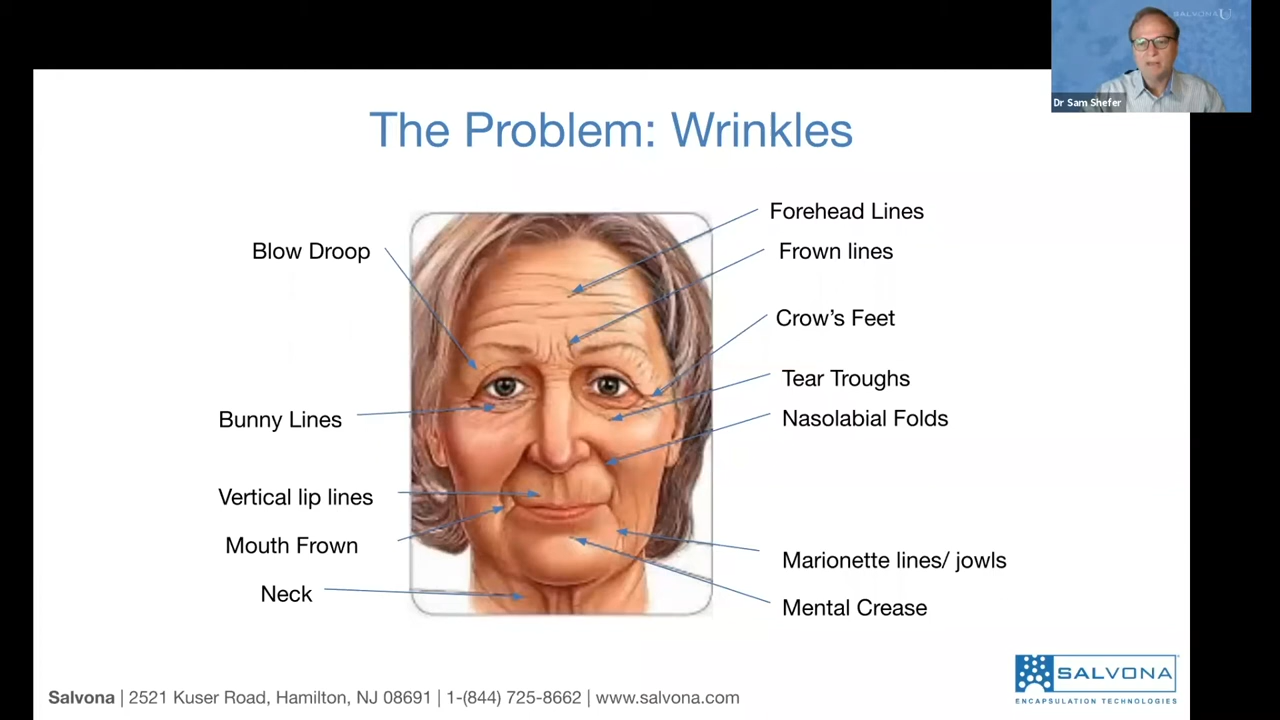 SALVONA
Dr Sam Shefer
The Problem: Wrinkles
Forehead Lines
Blow Droop
Frown lines
Crow's Feet
Tear Troughs
Bunny Lines
Nasolabial Folds
Vertical lip lines
Mouth Frown
Marionette lines/ jowls
Neck
Mental Crease
Salvona | 2521 Kuser Road, Hamilton, NJ 08691 | 1-(844) 725-8662 | www.salvona.com
SALVONA
ENCAPSULATION TECHNOLOGIES